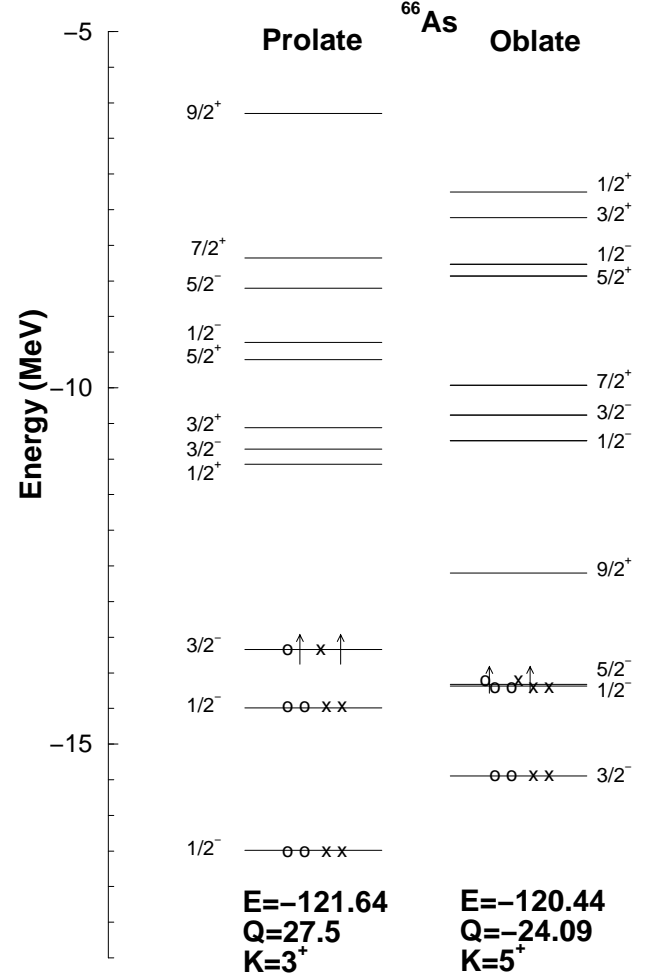 ⁶⁶As
Prolate
Oblate
Energy (MeV)
−5
−10
−15
9/2⁺
7/2⁺
5/2⁻
1/2⁻
5/2⁺
3/2⁺
3/2⁻
1/2⁺
3/2⁻
o x
1/2⁻
o o x x
1/2⁻
o o x x
E=−121.64
Q=27.5
K=3⁺
1/2⁺
3/2⁺
1/2⁻
5/2⁺
7/2⁺
3/2⁻
1/2⁻
9/2⁺
5/2⁻
o x
1/2⁻
o o x x
3/2⁻
o o x x
E=−120.44
Q=−24.09
K=5⁺